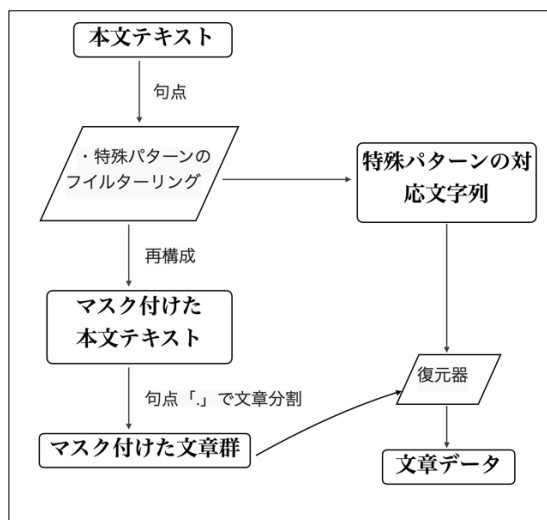 本文テキスト
句点
・特殊パターンの
フイルターリング
特殊パターンの対
応文字列
再構成
マスク付けた
本文テキスト
復元器
句点「.」で文章分割
マスク付けた文章群
文章データ